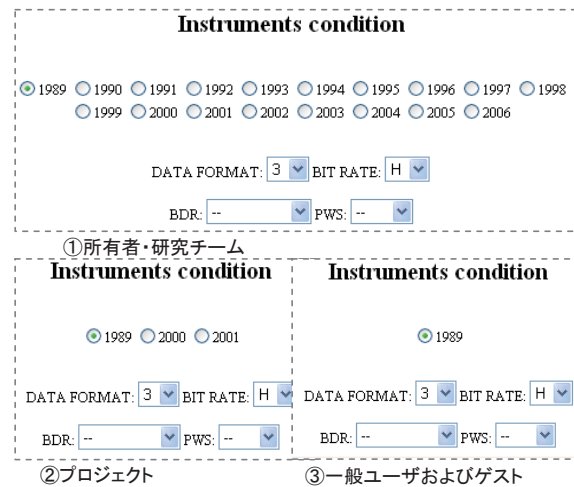 Instruments condition
1989 1990 1991 1992 1993 1994 1995 1996 1997 1998
1999 2000 2001 2002 2003 2004 2005 2006
DATA FORMAT: 3 BIT RATE: H
BDR: -- PWS: --
①所有者・研究チーム
Instruments condition
1989 2000 2001
DATA FORMAT: 3 BIT RATE: H
BDR: -- PWS: --
②プロジェクト
Instruments condition
1989
DATA FORMAT: 3 BIT RATE: H
BDR: -- PWS: --
③一般ユーザおよびゲスト